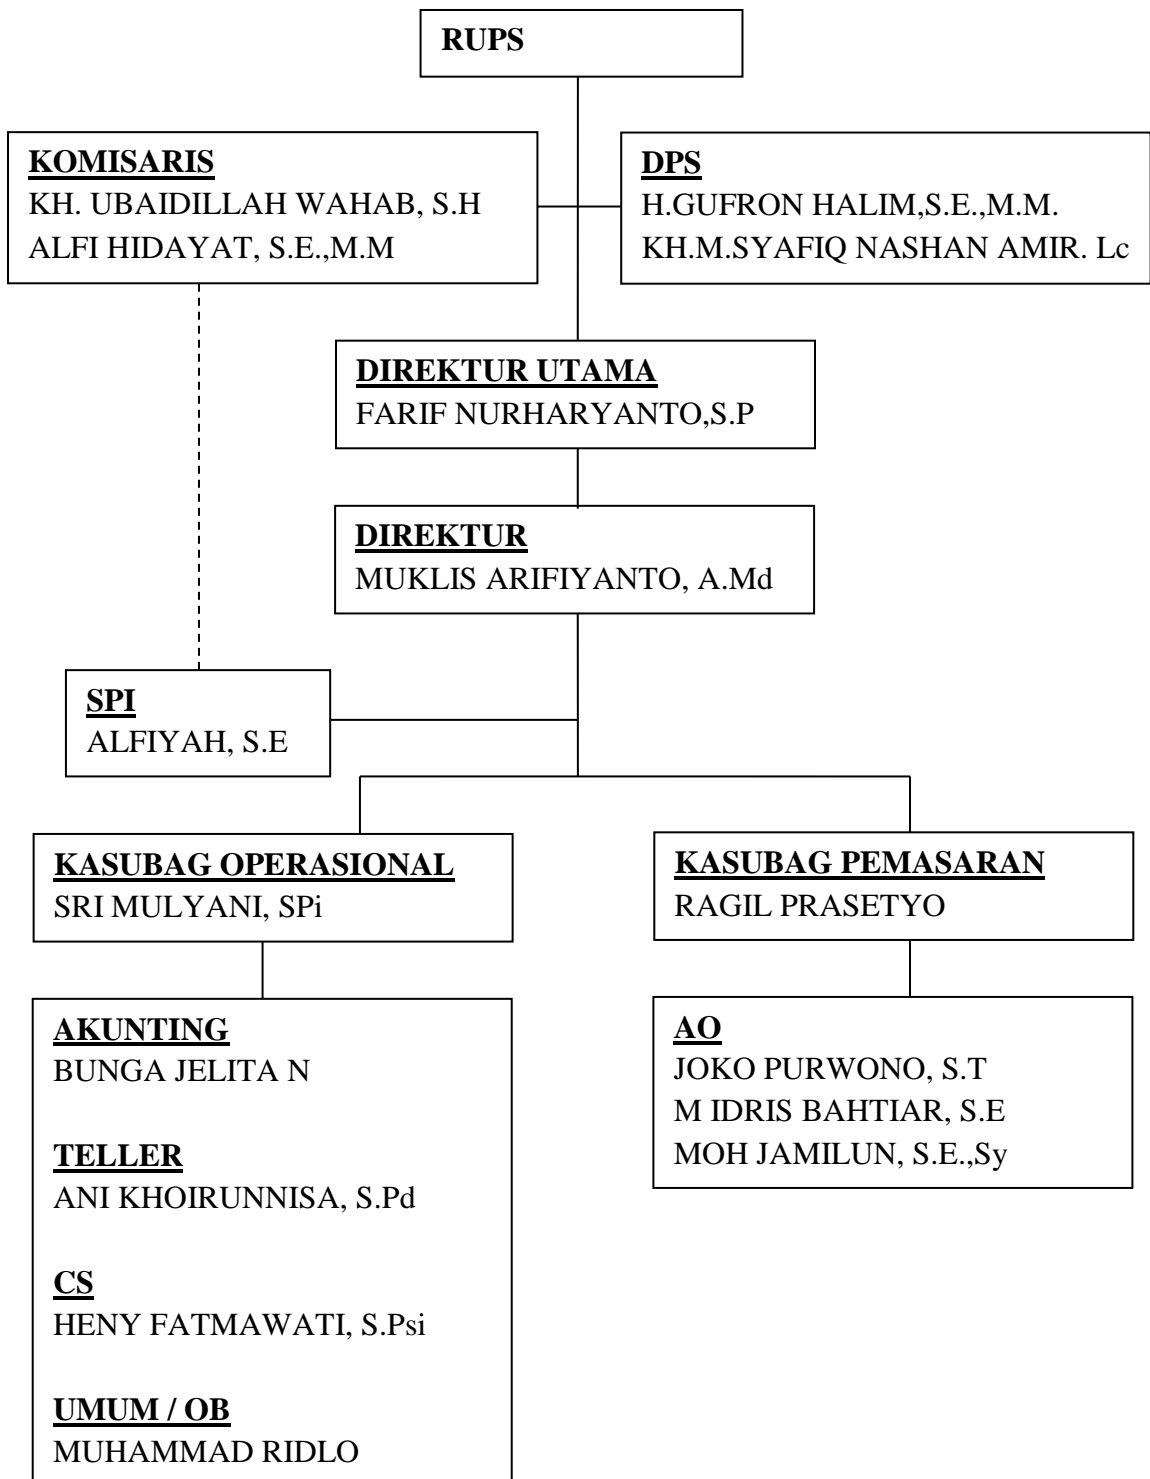 RUPS
KOMISARIS
KH. UBAIDILLAH WAHAB, S.H
ALFI HIDAYAT, S.E.,M.M
DPS
H.GUFRON HALIM,S.E.,M.M.
KH.M.SYAFIQ NASHAN AMIR. Lc
DIREKTUR UTAMA
FARIF NURHARYANTO,S.P
DIREKTUR
MUKLIS ARIFIYANTO, A.Md
SPI
ALFIYAH, S.E
KASUBAG OPERASIONAL
SRI MULYANI, SPi
KASUBAG PEMASARAN
RAGIL PRASETYO
AKUNTING
BUNGA JELITA N
TELLER
ANI KHOIRUNNISA, S.Pd
CS
HENY FATMAWATI, S.Psi
UMUM / OB
MUHAMMAD RIDLO
AO
JOKO PURWONO, S.T
M IDRIS BAHTIAR, S.E
MOH JAMILUN, S.E.,Sy